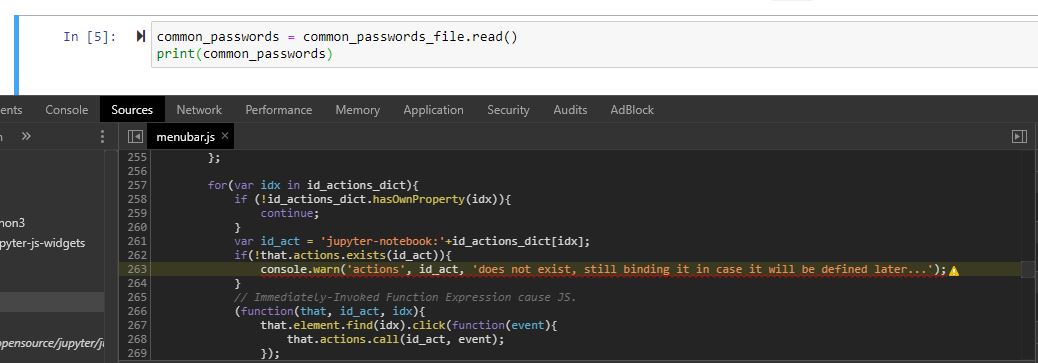 In [5]:
common_passwords = common_passwords_file.read()
print(common_passwords)
ents Console Sources Network Performance Memory Application Security Audits AdBlock
» menubar.js ×
255 };
256
257 for(var idx in id_actions_dict){
258 if (!id_actions_dict.hasOwnProperty(idx)){
259 continue;
260 }
261 var id_act = 'jupyter-notebook:'+id_actions_dict[idx];
262 if(!that.actions.exists(id_act)){
263 console.warn('actions', id_act, 'does not exist, still binding it in case it will be defined later...');
264 }
265 // Immediately-Invoked Function Expression cause JS.
266 (function(that, id_act, idx){
267 that.element.find(idx).click(function(event){
268 that.actions.call(id_act, event);
269 });
hon3
pyter-js-widgets
opensource/jupyter/j